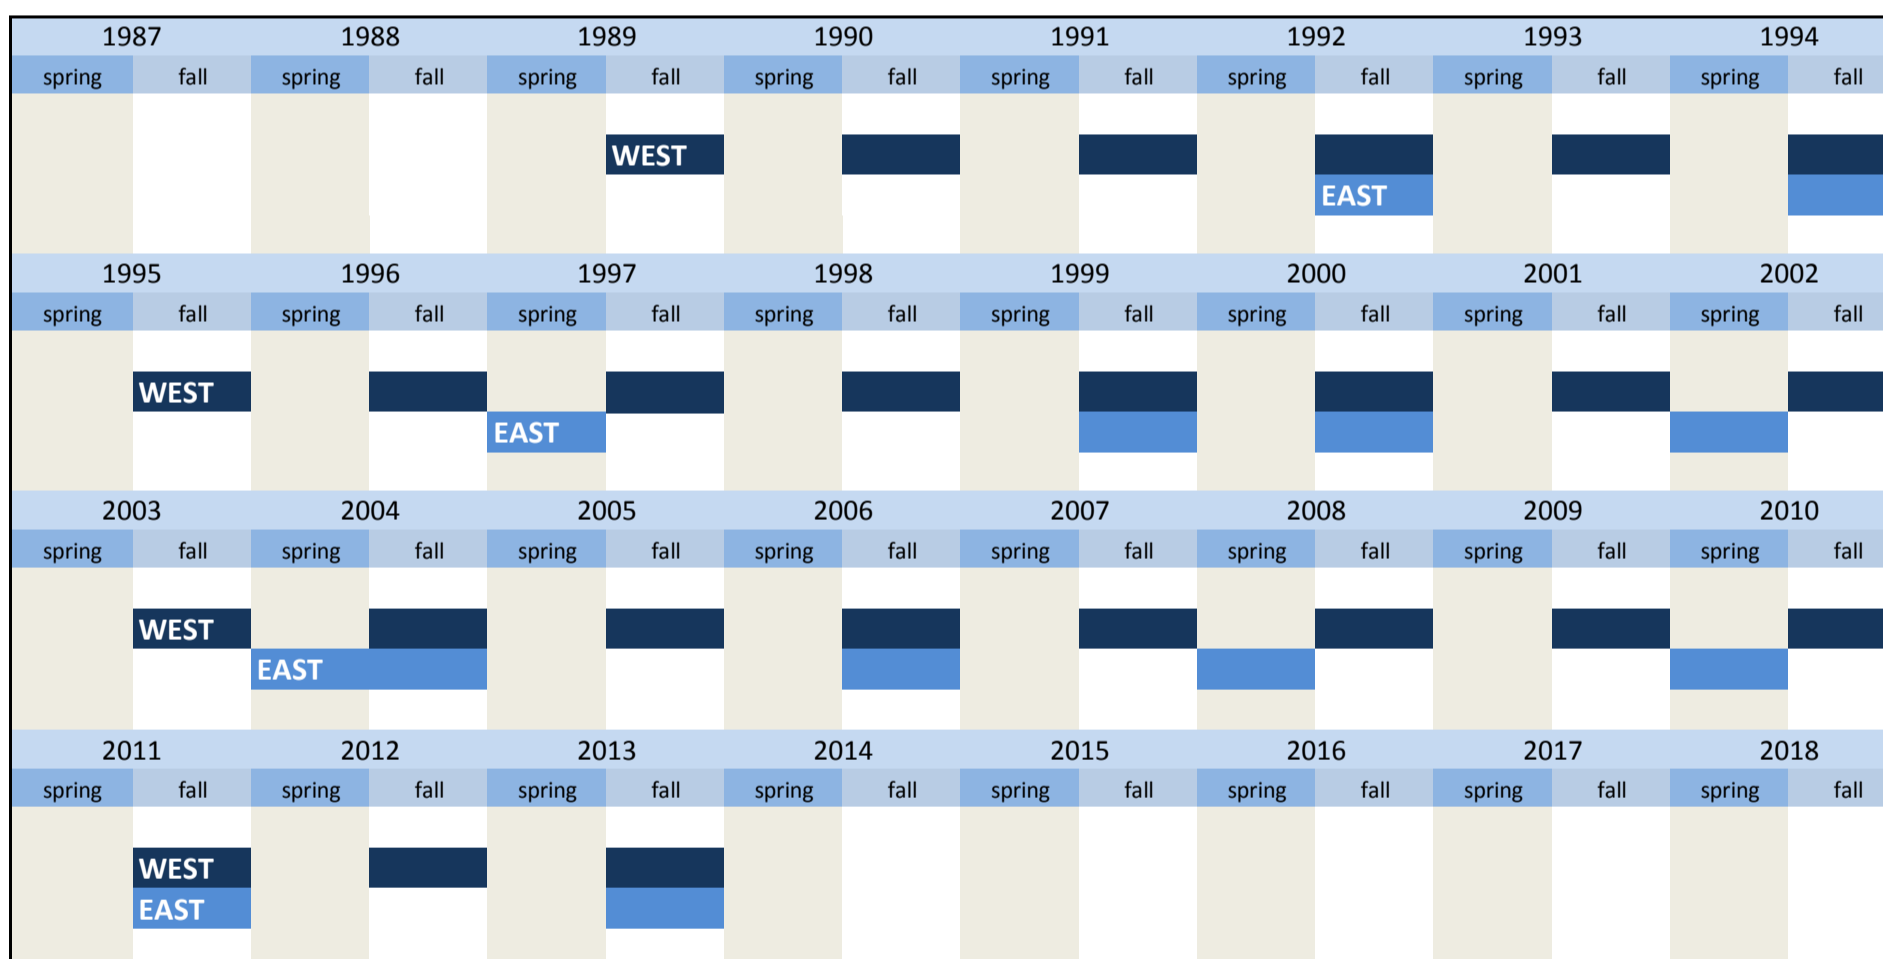 1987 1988 1989 1990 1991 1992 1993 1994
spring fall spring fall spring fall spring fall spring fall spring fall spring fall spring fall
WEST
EAST
1995 1996 1997 1998 1999 2000 2001 2002
spring fall spring fall spring fall spring fall spring fall spring fall spring fall spring fall
WEST
EAST
2003 2004 2005 2006 2007 2008 2009 2010
spring fall spring fall spring fall spring fall spring fall spring fall spring fall spring fall
WEST
EAST
2011 2012 2013 2014 2015 2016 2017 2018
spring fall spring fall spring fall spring fall spring fall spring fall spring fall spring fall
WEST
EAST